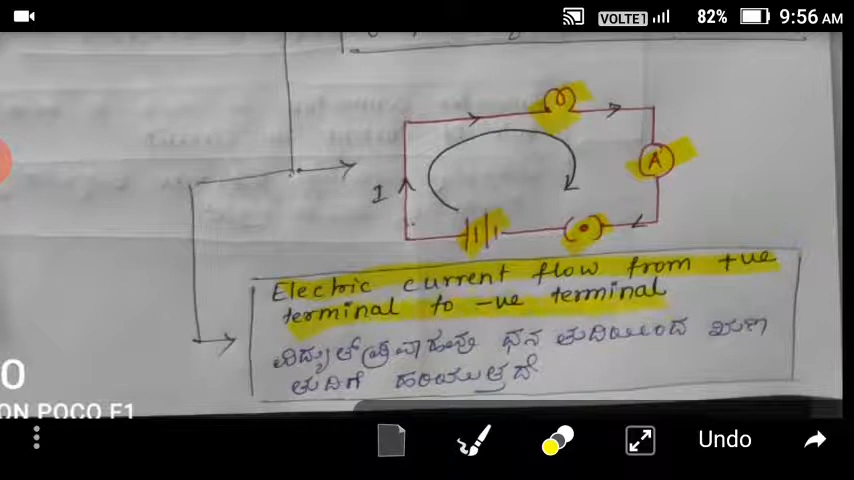 VOLTE1 82% 9:56 AM
A
I
Electric current flow from +ve
terminal to -ve terminal
ವಿದ್ಯುತ್ ಪ್ರವಾಹವು ಧನ ತುದಿಯಿಂದ ಋಣ
ತುದಿಗೆ ಹರಿಯುತ್ತದೆ
0
ON POCO F1
Undo